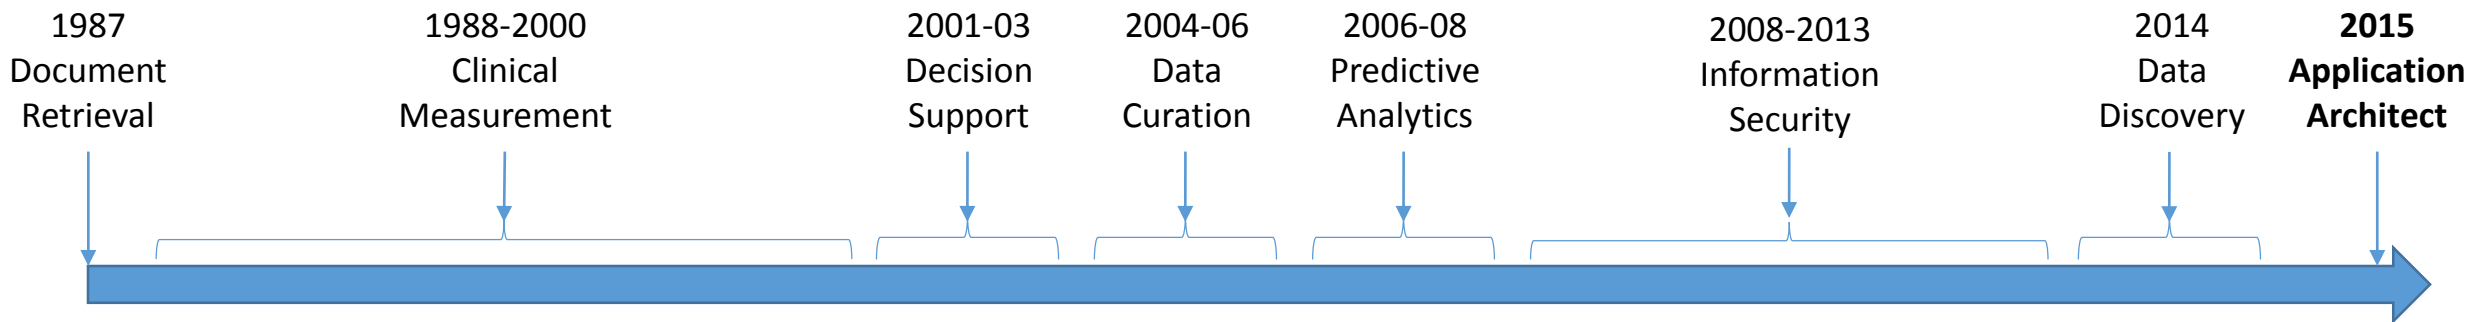 1987
Document
Retrieval
1988-2000
Clinical
Measurement
2001-03
Decision
Support
2004-06
Data
Curation
2006-08
Predictive
Analytics
2008-2013
Information
Security
2014
Data
Discovery
2015
Application
Architect